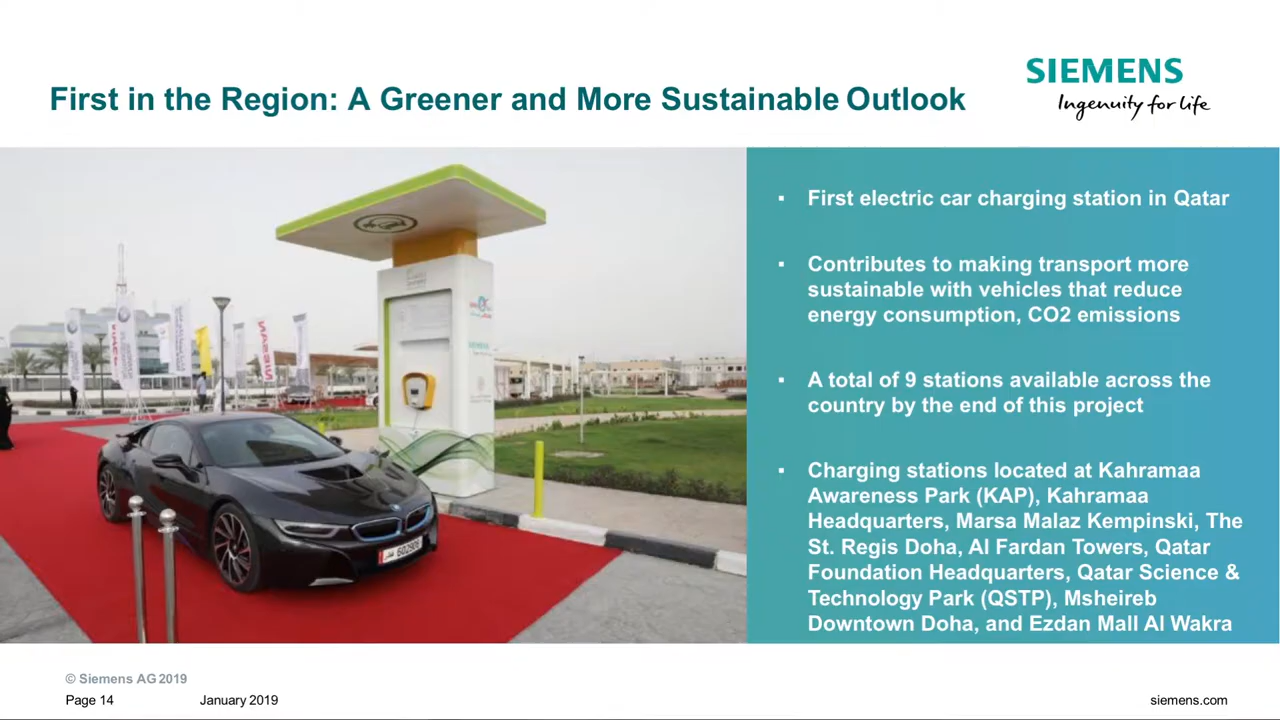 First in the Region: A Greener and More Sustainable Outlook
SIEMENS
Ingenuity for life
▪ First electric car charging station in Qatar
▪ Contributes to making transport more
sustainable with vehicles that reduce
energy consumption, CO2 emissions
▪ A total of 9 stations available across the
country by the end of this project
▪ Charging stations located at Kahramaa
Awareness Park (KAP), Kahramaa
Headquarters, Marsa Malaz Kempinski, The
St. Regis Doha, Al Fardan Towers, Qatar
Foundation Headquarters, Qatar Science &
Technology Park (QSTP), Msheireb
Downtown Doha, and Ezdan Mall Al Wakra
SIEMENS
© Siemens AG 2019
Page 14
January 2019
siemens.com